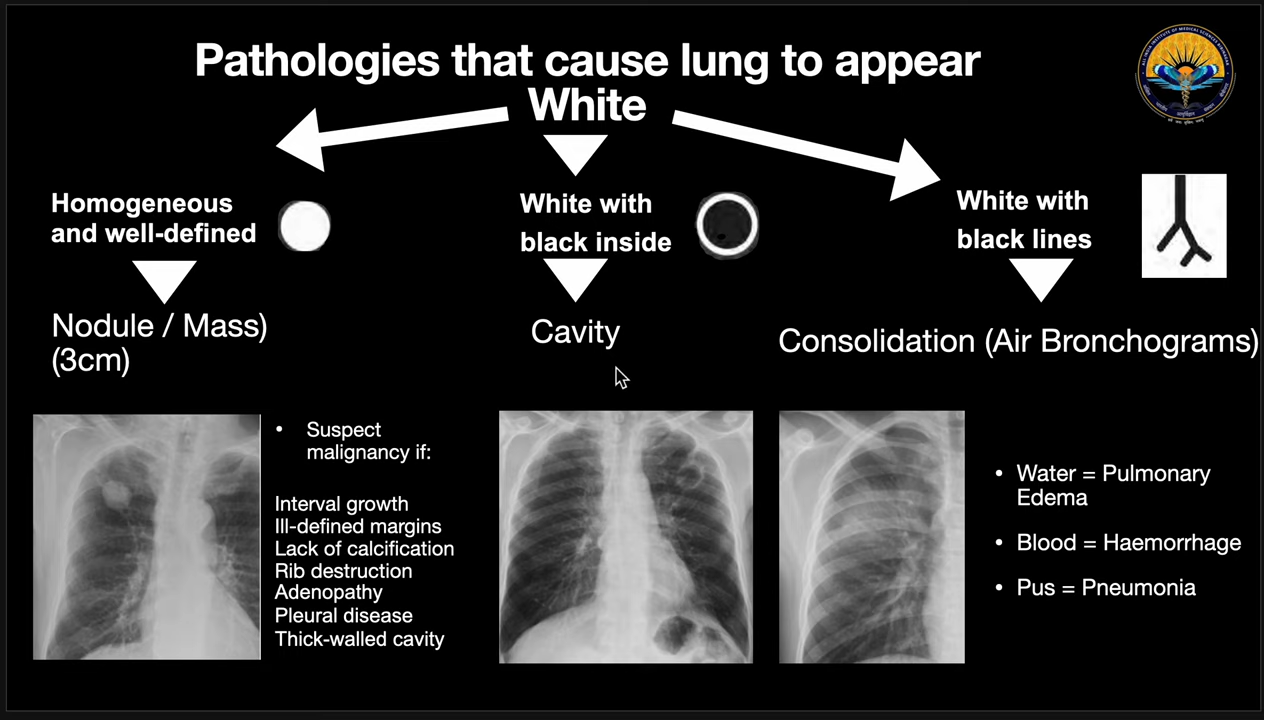 Pathologies that cause lung to appear
White
Homogeneous
and well-defined
Nodule / Mass)
(3cm)
White with
black inside
Cavity
White with
black lines
Consolidation (Air Bronchograms)
• Suspect
malignancy if:
Interval growth
Ill-defined margins
Lack of calcification
Rib destruction
Adenopathy
Pleural disease
Thick-walled cavity
• Water = Pulmonary
Edema
• Blood = Haemorrhage
• Pus = Pneumonia